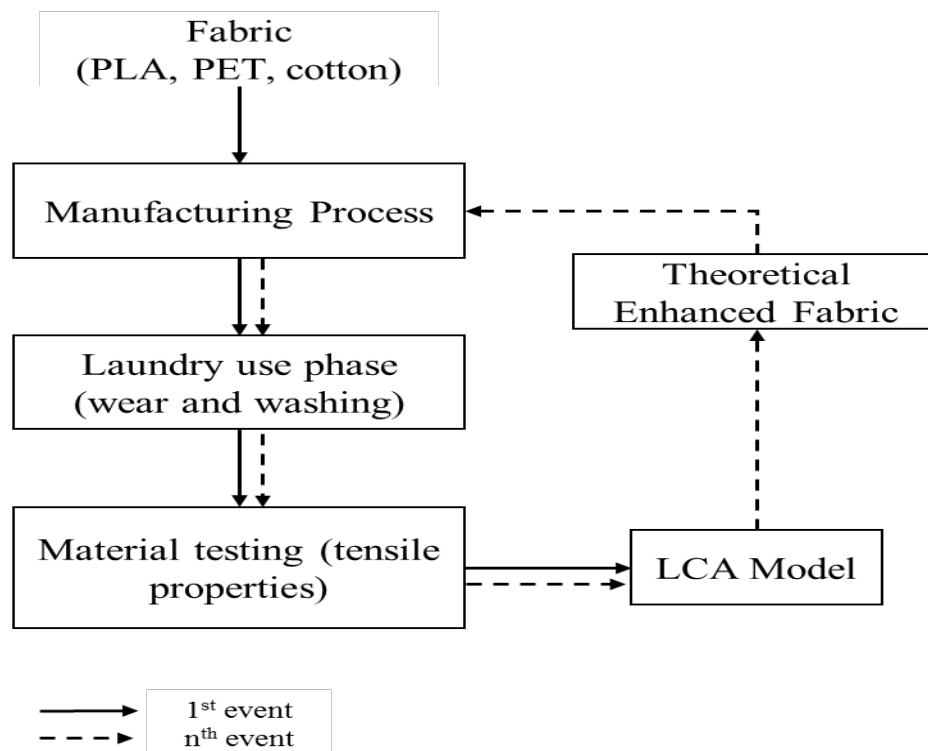 Fabric
(PLA, PET, cotton)
Manufacturing Process
Theoretical
Enhanced Fabric
Laundry use phase
(wear and washing)
Material testing (tensile
properties)
LCA Model
1st event
nth event